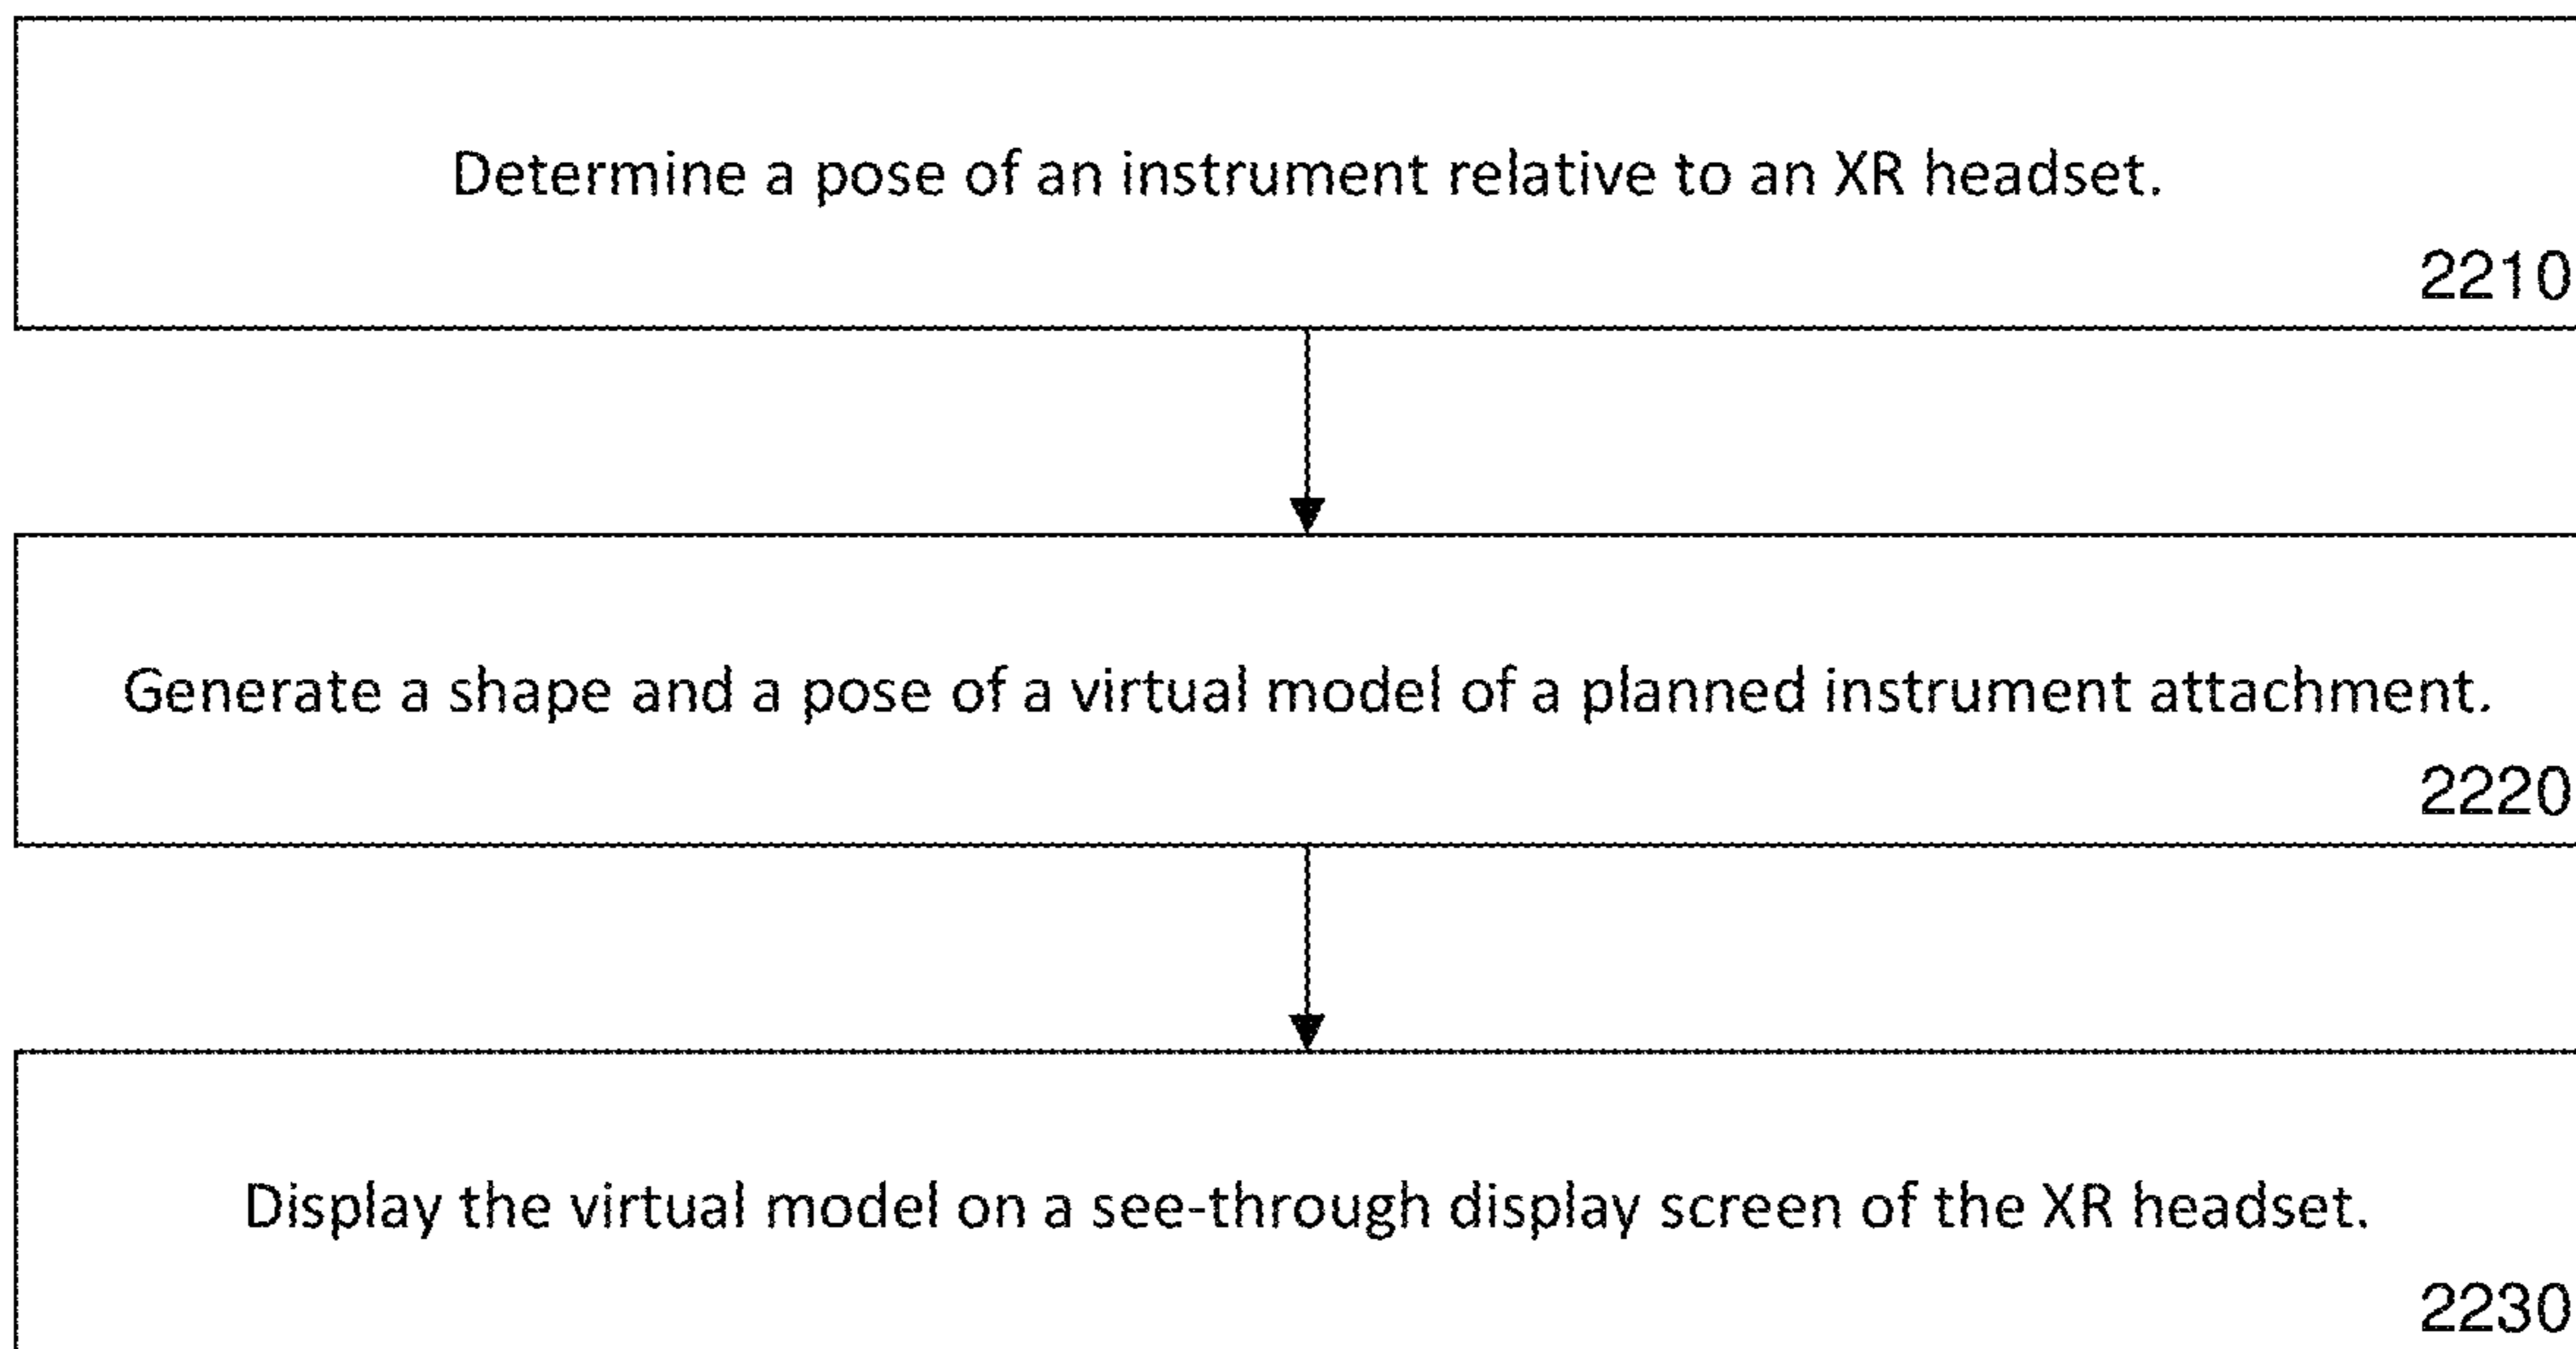 Determine a pose of an instrument relative to an XR headset.
2210
Generate a shape and a pose of a virtual model of a planned instrument attachment.
2220
Display the virtual model on a see-through display screen of the XR headset.
2230